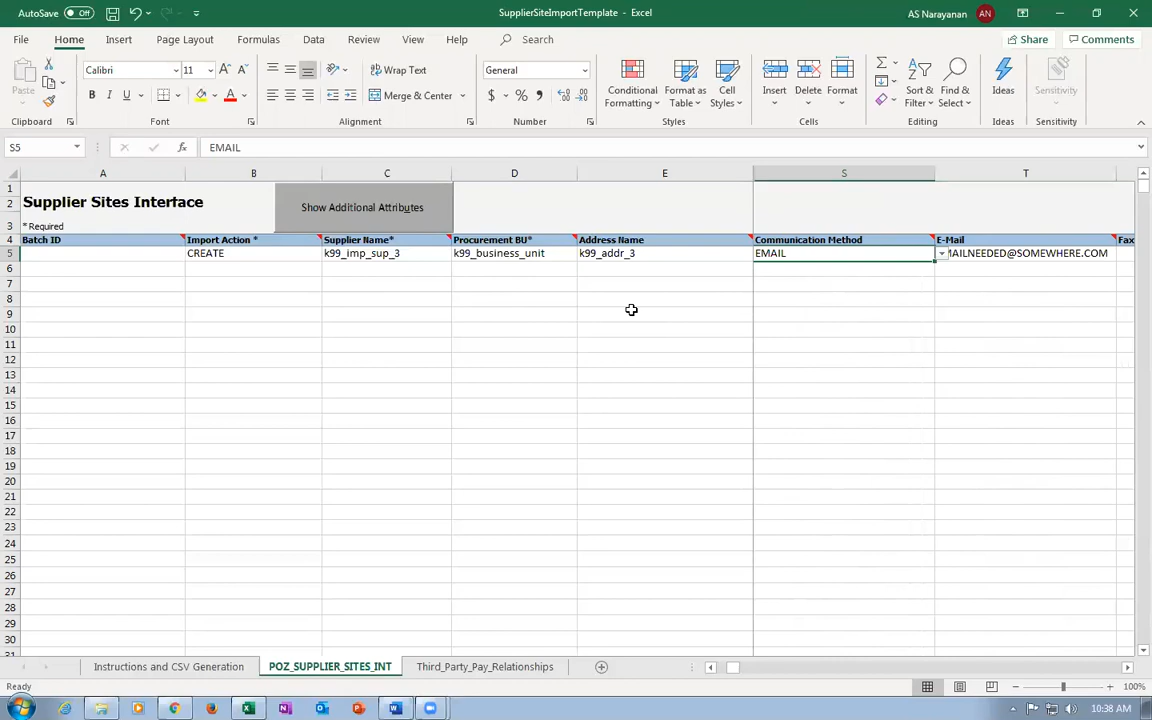 AutoSave Off
SupplierSiteImportTemplate - Excel
AS Narayanan AN
File Home Insert Page Layout Formulas Data Review View Help Search
Share Comments
Paste
Calibri 11
B I U
Wrap Text
Merge & Center
General
$ % ,
Conditional Formatting
Format as Table
Cell Styles
Insert Delete Format
Sort & Filter
Find & Select
Ideas
Sensitivity
Clipboard Font Alignment Number Styles Cells Editing Ideas Sensitivity
S5 fx EMAIL
A B C D E S T
1
2 Supplier Sites Interface
Show Additional Attributes
3 * Required
4 Batch ID Import Action * Supplier Name* Procurement BU* Address Name Communication Method E-Mail Fax
5 CREATE k99_imp_sup_3 k99_business_unit k99_addr_3 EMAIL MAILNEEDED@SOMEWHERE.COM
6
7
8
9
10
11
12
13
14
15
16
17
18
19
20
21
22
23
24
25
26
27
28
29
30
31
Instructions and CSV Generation POZ_SUPPLIER_SITES_INT Third_Party_Pay_Relationships
Ready 100%
10:38 AM